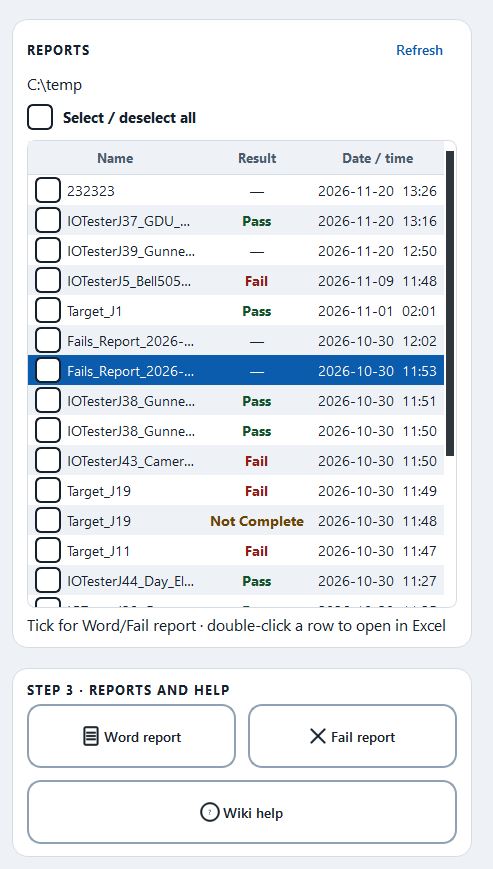 REPORTS
Refresh
C:\temp
Select / deselect all
Name Result Date / time
232323 — 2026-11-20 13:26
IOTesterJ37_GDU_... Pass 2026-11-20 13:16
IOTesterJ39_Gunne... — 2026-11-20 12:50
IOTesterJ5_Bell505... Fail 2026-11-09 11:48
Target_J1 Pass 2026-11-01 02:01
Fails_Report_2026-... — 2026-10-30 12:02
Fails_Report_2026-... — 2026-10-30 11:53
IOTesterJ38_Gunne... Pass 2026-10-30 11:51
IOTesterJ38_Gunne... Pass 2026-10-30 11:50
IOTesterJ43_Camer... Fail 2026-10-30 11:50
Target_J19 Fail 2026-10-30 11:49
Target_J19 Not Complete 2026-10-30 11:48
Target_J11 Fail 2026-10-30 11:47
IOTesterJ44_Day_El... Pass 2026-10-30 11:27
Tick for Word/Fail report · double-click a row to open in Excel
STEP 3 · REPORTS AND HELP
Word report
Fail report
? Wiki help